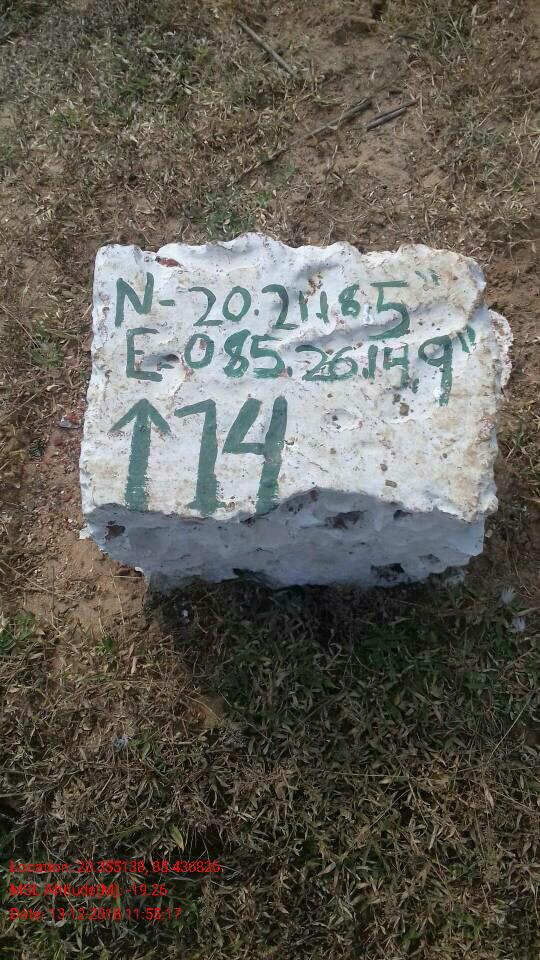 N-20.21.18.5"
E-085.26.14.9"
↑74
Location: 20.355138, 85.436826.
MSL Altitude(M): -19.26
Date: 13-12-2018 11:58:17